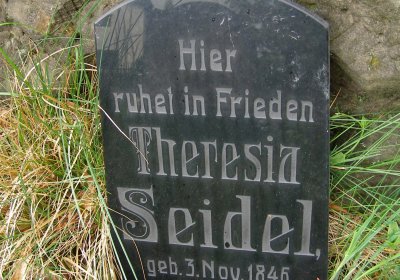 Hier
ruhet in Frieden
Theresia
Seidel,
geb. 3. Nov. 1846